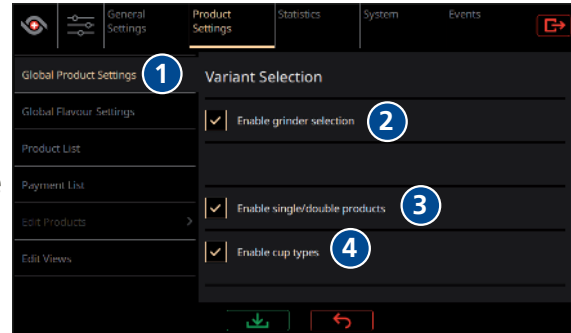 General
Settings
Product
Settings
Statistics
System
Events
Global Product Settings
1
Variant Selection
Global Flavour Settings
Enable grinder selection
2
Product List
Payment List
Enable single/double products
3
Edit Products
Enable cup types
4
Edit Views